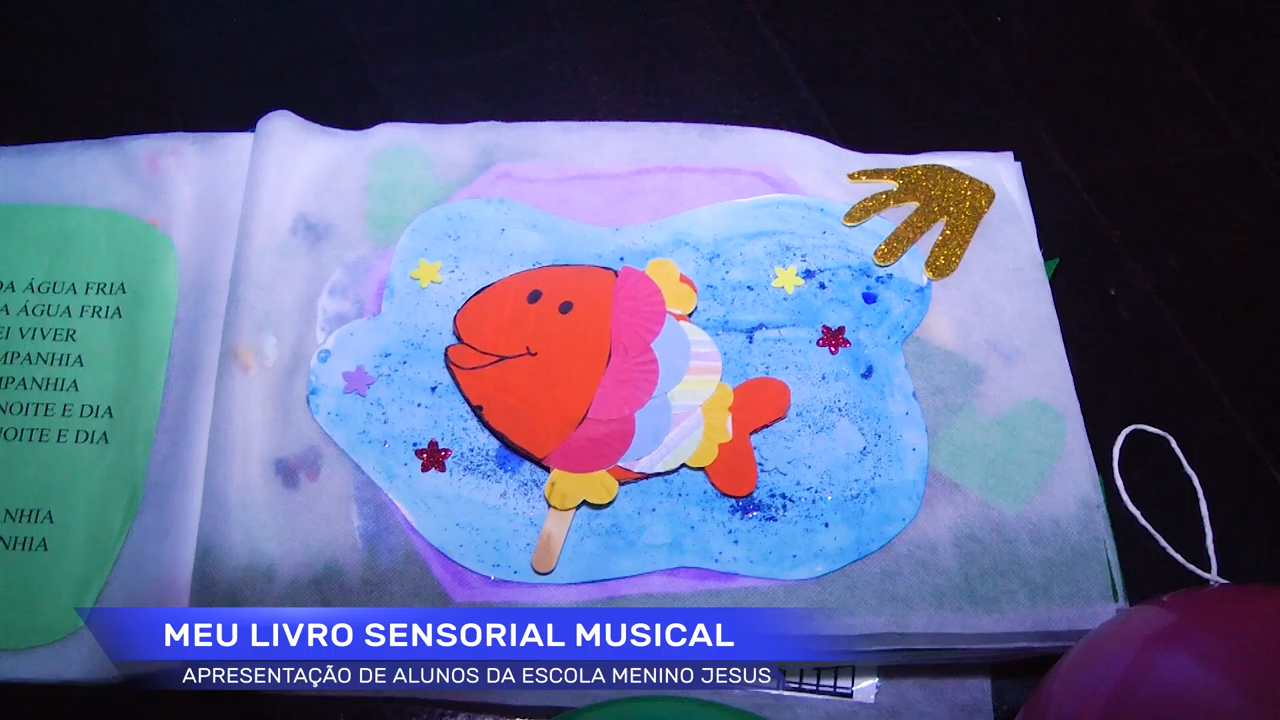 DA ÁGUA FRIA
A ÁGUA FRIA
EI VIVER
MPANHIA
MPANHIA
NOITE E DIA
NOITE E DIA
ANHIA
NHIA
MEU LIVRO SENSORIAL MUSICAL
APRESENTAÇÃO DE ALUNOS DA ESCOLA MENINO JESUS